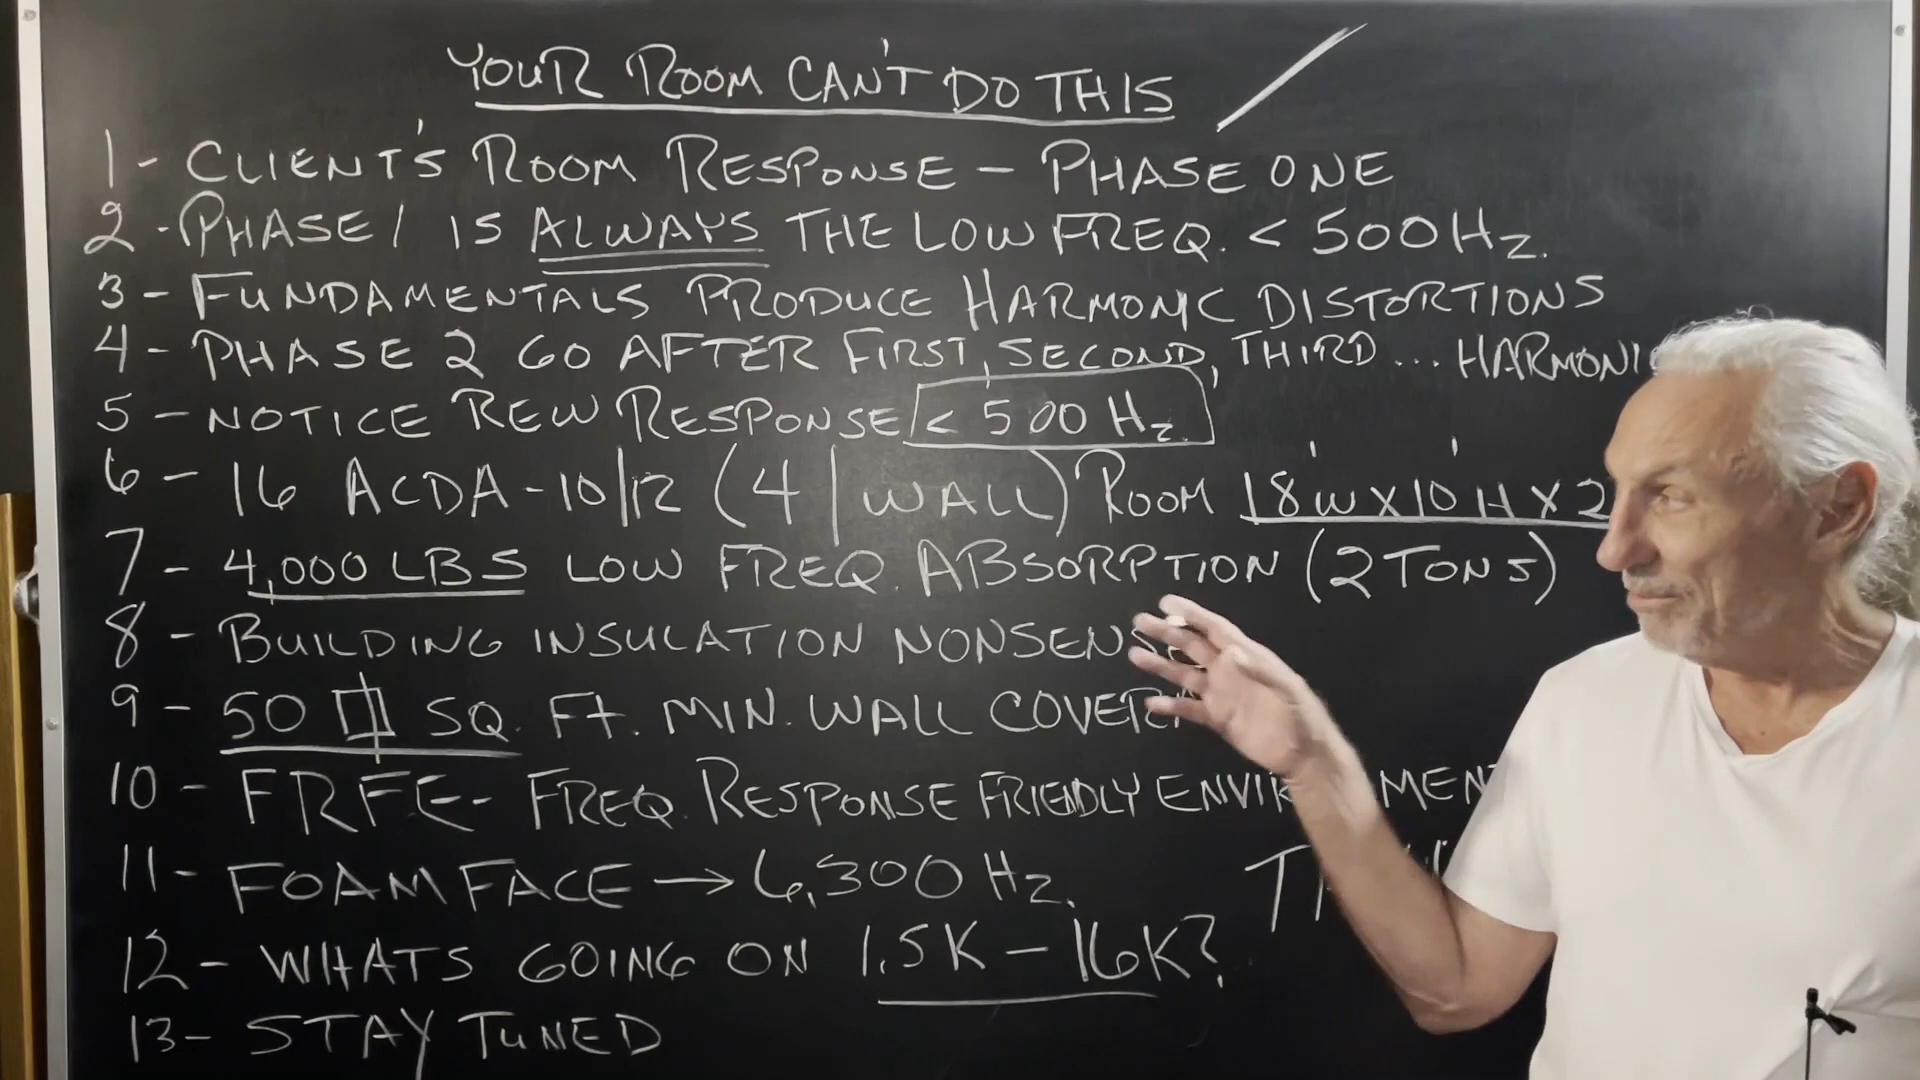 YOUR ROOM CAN'T DO THIS
1- CLIENT'S ROOM RESPONSE - PHASE ONE
2-PHASE 1 IS ALWAYS THE LOW FREQ. < 500 Hz.
3- FUNDAMENTALS PRODUCE HARMONIC DISTORTIONS
4- PHASE 2 GO AFTER FIRST, SECOND, THIRD... HARMONI
5- NOTICE REW RESPONSE < 500 Hz.
6- 16 ACDA-10/12 (4/WALL) ROOM 18'W X 10'H X 2
7- 4,000 LBS LOW FREQ. ABSORPTION (2 TONS)
8- BUILDING INSULATION NONSENSE
9- 50 SQ. FT. MIN. WALL COVER
10- FRFE- FREQ. RESPONSE FRIENDLY ENVIRONMENT
11- FOAM FACE → 6,300 Hz.
12- WHATS GOING ON 1.5K - 16K?
13- STAY TUNED